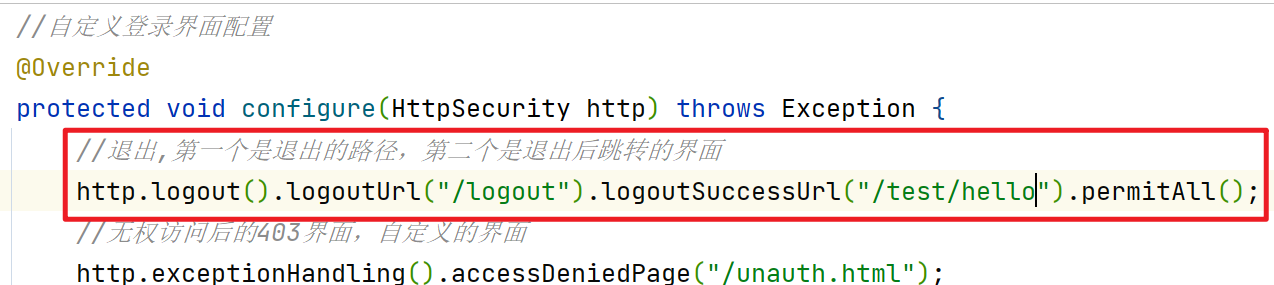 //自定义登录界面配置
@Override
protected void configure(HttpSecurity http) throws Exception {
//退出,第一个是退出的路径，第二个是退出后跳转的界面
http.logout().logoutUrl("/logout").logoutSuccessUrl("/test/hello").permitAll();
//无权访问后的403界面，自定义的界面
http.exceptionHandling().accessDeniedPage("/unauth.html");